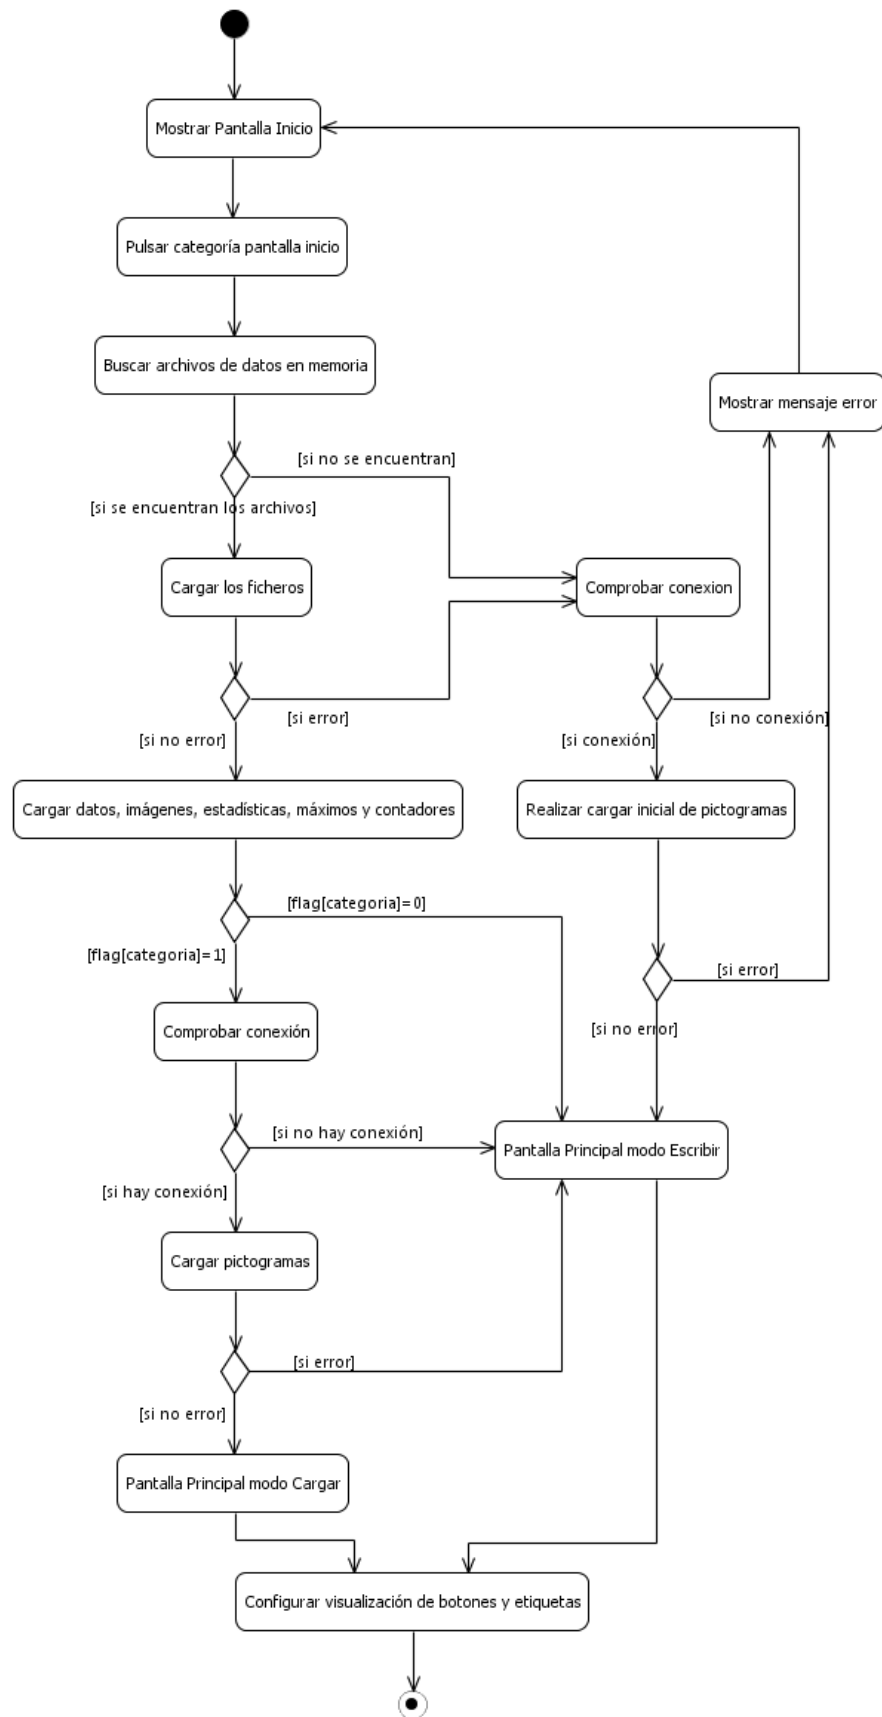 Mostrar Pantalla Inicio
Pulsar categoría pantalla inicio
Buscar archivos de datos en memoria
Mostrar mensaje error
[si no se encuentran]
[si se encuentran los archivos]
Cargar los ficheros
Comprobar conexion
[si error]
[si no conexión]
[si no error]
[si conexión]
Cargar datos, imágenes, estadísticas, máximos y contadores
Realizar cargar inicial de pictogramas
[flag[categoria]=0]
[flag[categoria]=1]
[si error]
Comprobar conexión
[si no error]
[si no hay conexión]
Pantalla Principal modo Escribir
[si hay conexión]
Cargar pictogramas
[si error]
[si no error]
Pantalla Principal modo Cargar
Configurar visualización de botones y etiquetas